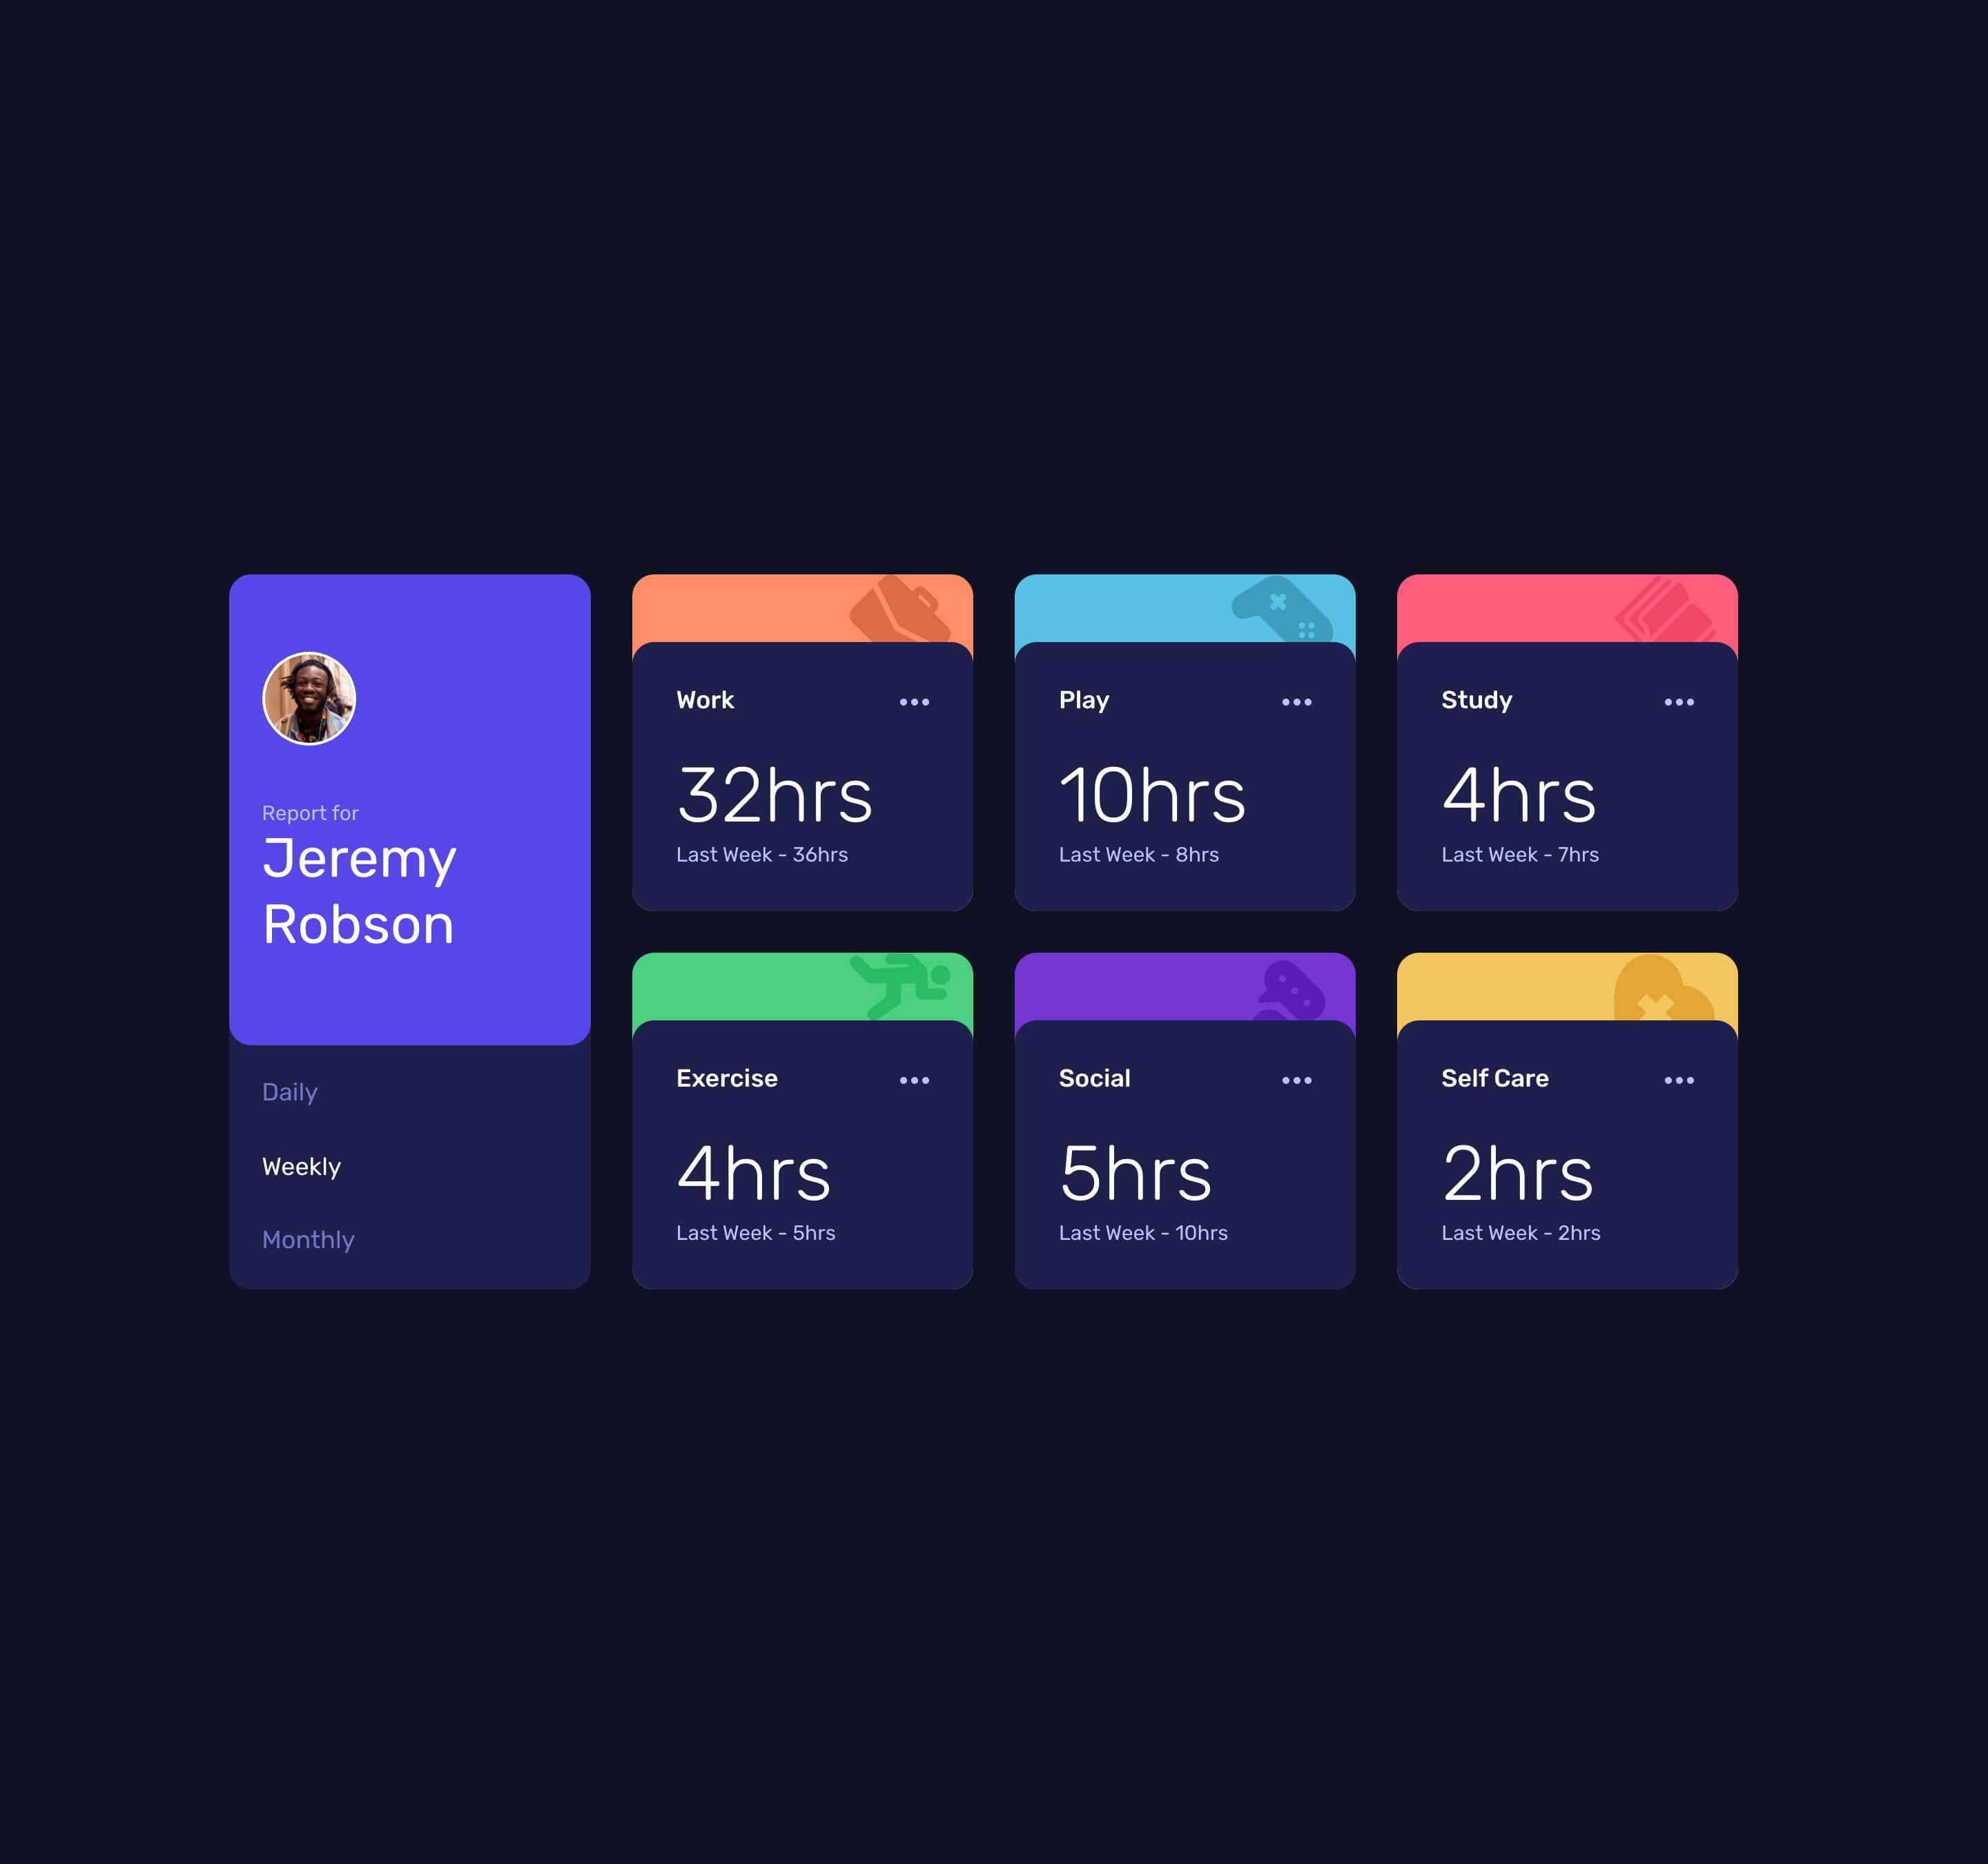 Report for
Jeremy
Robson
Daily
Weekly
Monthly
Work
32hrs
Last Week - 36hrs
Play
10hrs
Last Week - 8hrs
Study
4hrs
Last Week - 7hrs
Exercise
4hrs
Last Week - 5hrs
Social
5hrs
Last Week - 10hrs
Self Care
2hrs
Last Week - 2hrs